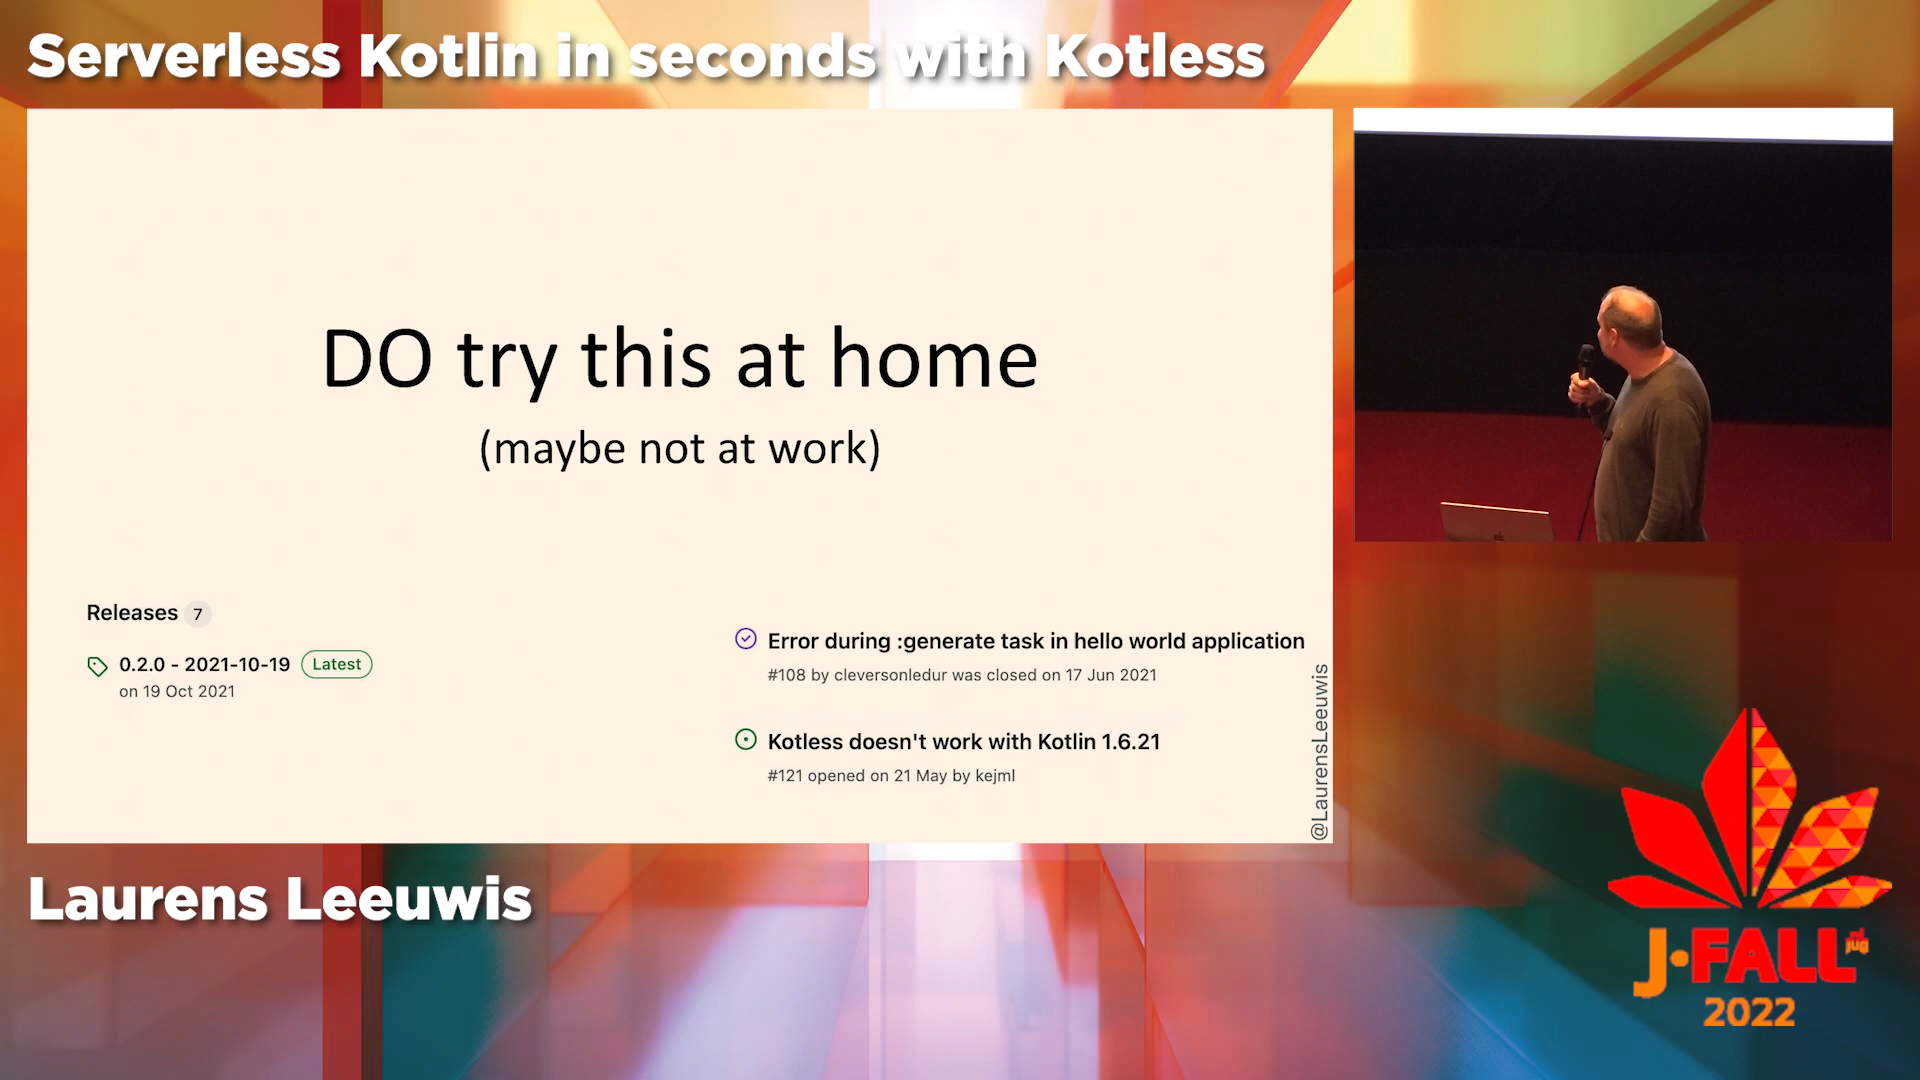 Serverless Kotlin in seconds with Kotless
DO try this at home
(maybe not at work)
Releases 7
0.2.0 - 2021-10-19 Latest
on 19 Oct 2021
Error during :generate task in hello world application
#108 by cleversonledur was closed on 17 Jun 2021
Kotless doesn't work with Kotlin 1.6.21
#121 opened on 21 May by kejml
@LaurensLeeuwis
Laurens Leeuwis
J•FALL
nl jug
2022